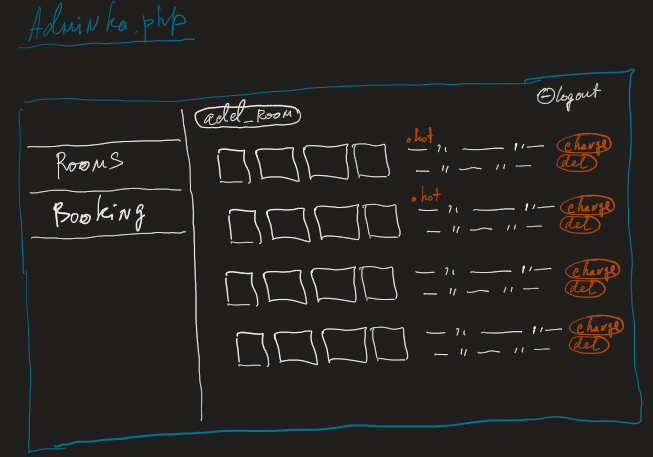 Adminka.php
logout
add_Room
Rooms
Booking
.hot
change
del
.hot
change
del
change
del
change
del